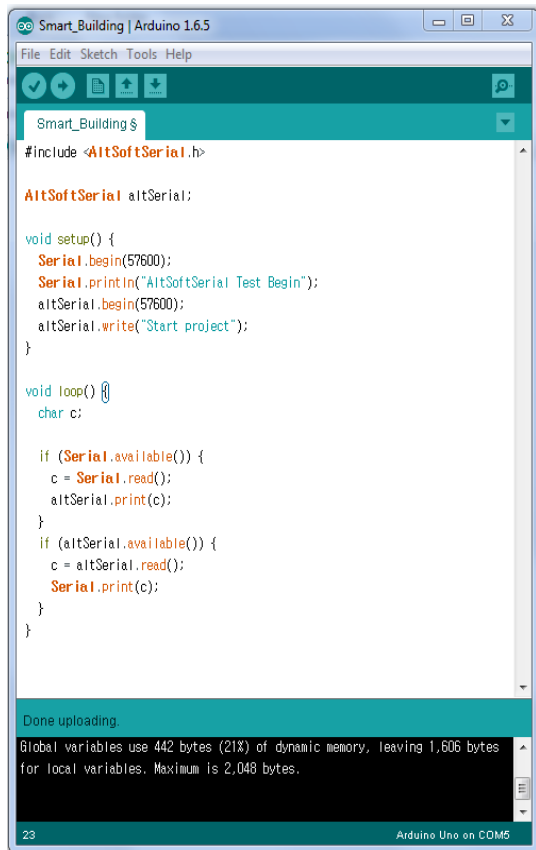 Smart_Building | Arduino 1.6.5
File Edit Sketch Tools Help
Smart_Building §
#include <AltSoftSerial.h>
AltSoftSerial altSerial;
void setup() {
  Serial.begin(57600);
  Serial.println("AltSoftSerial Test Begin");
  altSerial.begin(57600);
  altSerial.write("Start project");
}
void loop() {
  char c;
  if (Serial.available()) {
    c = Serial.read();
    altSerial.print(c);
  }
  if (altSerial.available()) {
    c = altSerial.read();
    Serial.print(c);
  }
}
Done uploading.
Global variables use 442 bytes (21%) of dynamic memory, leaving 1,606 bytes
for local variables. Maximum is 2,048 bytes.
23 Arduino Uno on COM5